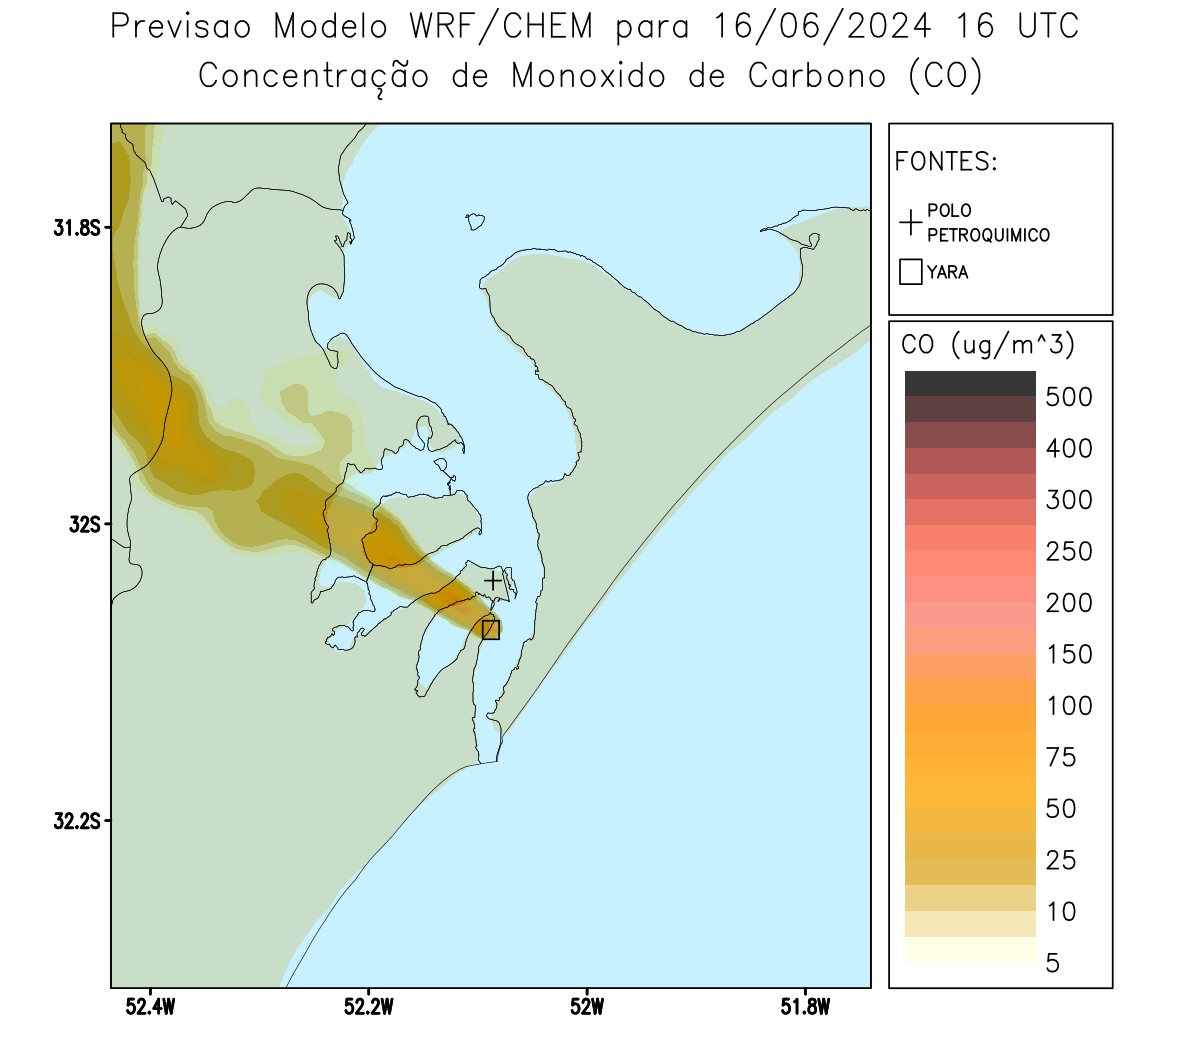 Previsao Modelo WRF/CHEM para 16/06/2024 16 UTC
Concentração de Monoxido de Carbono (CO)
FONTES:
POLO
PETROQUIMICO
YARA
CO (ug/m^3)
500
400
300
250
200
150
100
75
50
25
10
5
31.8S
32S
32.2S
52.4W
52.2W
52W
51.8W